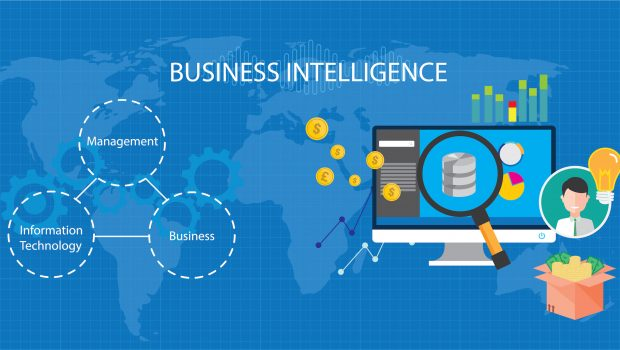 BUSINESS INTELLIGENCE
Management
Information
Technology
Business
$
$
$
£
$